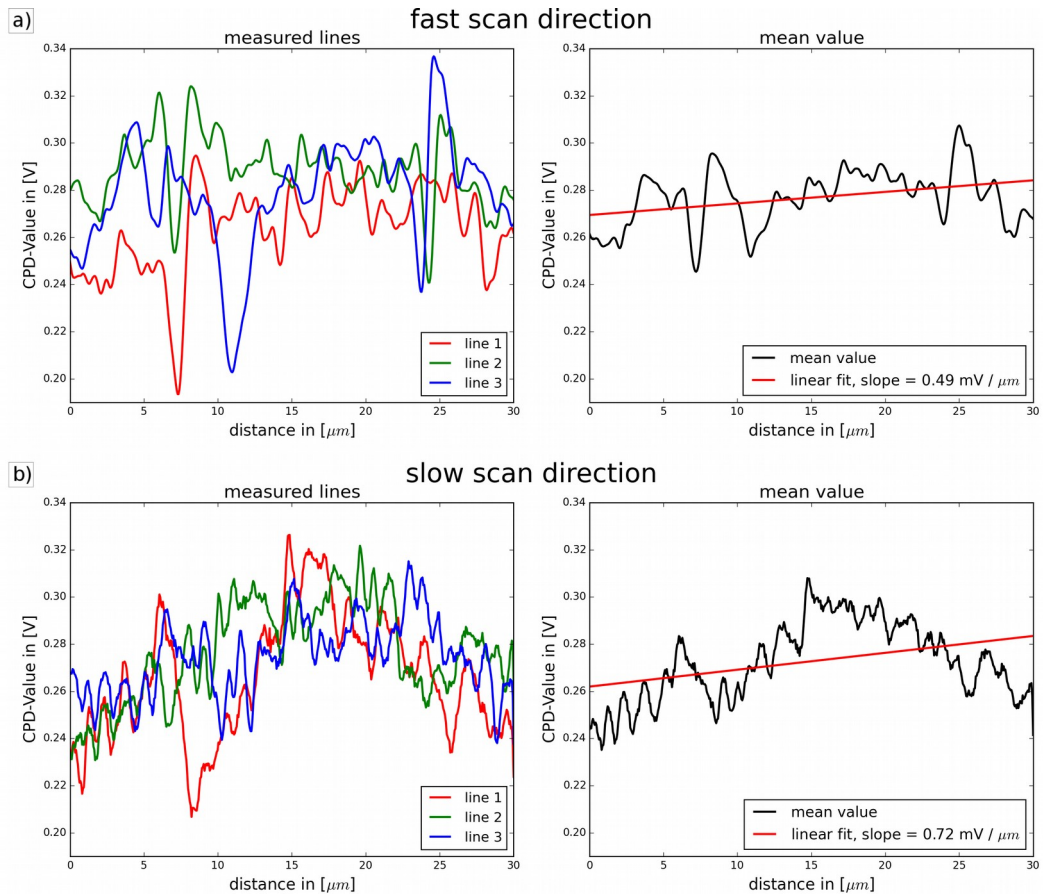 a)
fast scan direction
measured lines
CPD-Value in [V]
0.34
0.32
0.30
0.28
0.26
0.24
0.22
0.20
0 5 10 15 20 25 30
distance in [μm]
line 1
line 2
line 3
mean value
CPD-Value in [V]
0.34
0.32
0.30
0.28
0.26
0.24
0.22
0.20
0 5 10 15 20 25 30
distance in [μm]
mean value
linear fit, slope = 0.49 mV / μm
b)
slow scan direction
measured lines
CPD-Value in [V]
0.34
0.32
0.30
0.28
0.26
0.24
0.22
0.20
0 5 10 15 20 25 30
distance in [μm]
line 1
line 2
line 3
mean value
CPD-Value in [V]
0.34
0.32
0.30
0.28
0.26
0.24
0.22
0.20
0 5 10 15 20 25 30
distance in [μm]
mean value
linear fit, slope = 0.72 mV / μm